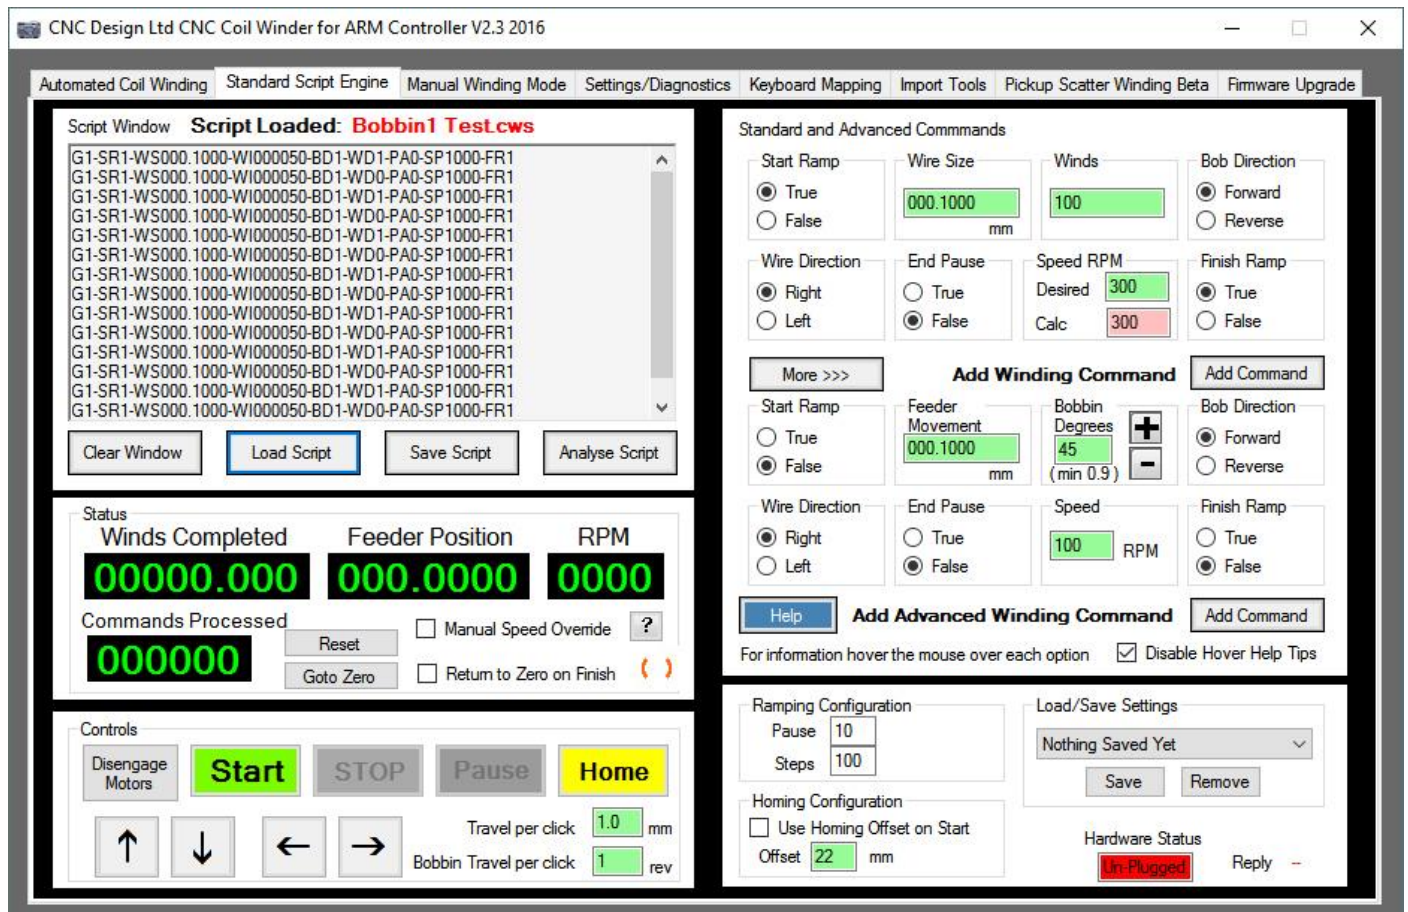 CNC Design Ltd CNC Coil Winder for ARM Controller V2.3 2016
Automated Coil Winding Standard Script Engine Manual Winding Mode Settings/Diagnostics Keyboard Mapping Import Tools Pickup Scatter Winding Beta Firmware Upgrade
Script Window Script Loaded: Bobbin1 Test.cws
G1-SR1-WS000.1000-WI000050-BD1-WD1-PA0-SP1000-FR1
G1-SR1-WS000.1000-WI000050-BD1-WD0-PA0-SP1000-FR1
G1-SR1-WS000.1000-WI000050-BD1-WD1-PA0-SP1000-FR1
G1-SR1-WS000.1000-WI000050-BD1-WD0-PA0-SP1000-FR1
G1-SR1-WS000.1000-WI000050-BD1-WD1-PA0-SP1000-FR1
G1-SR1-WS000.1000-WI000050-BD1-WD0-PA0-SP1000-FR1
G1-SR1-WS000.1000-WI000050-BD1-WD1-PA0-SP1000-FR1
G1-SR1-WS000.1000-WI000050-BD1-WD0-PA0-SP1000-FR1
G1-SR1-WS000.1000-WI000050-BD1-WD1-PA0-SP1000-FR1
G1-SR1-WS000.1000-WI000050-BD1-WD0-PA0-SP1000-FR1
G1-SR1-WS000.1000-WI000050-BD1-WD1-PA0-SP1000-FR1
G1-SR1-WS000.1000-WI000050-BD1-WD0-PA0-SP1000-FR1
G1-SR1-WS000.1000-WI000050-BD1-WD1-PA0-SP1000-FR1
G1-SR1-WS000.1000-WI000050-BD1-WD0-PA0-SP1000-FR1
Clear Window Load Script Save Script Analyse Script
Status
Winds Completed Feeder Position RPM
00000.000 000.0000 0000
Commands Processed
000000
Reset
Goto Zero
Manual Speed Override ?
Return to Zero on Finish ( )
Controls
Disengage
Motors
Start STOP Pause Home
↑ ↓ ← →
Travel per click 1.0 mm
Bobbin Travel per click 1 rev
Standard and Advan ced Commmands
Start Ramp
True
False
Wire Size
000.1000
mm
Winds
100
Bob Direction
Forward
Reverse
Wire Direction
Right
Left
End Pause
True
False
Speed RPM
Desired 300
Calc 300
Finish Ramp
True
False
More >>> Add Winding Command Add Command
Start Ramp
True
False
Feeder
Movement
000.1000
mm
Bobbin
Degrees
45
( min 0.9 )
+
-
Bob Direction
Forward
Reverse
Wire Direction
Right
Left
End Pause
True
False
Speed
100 RPM
Finish Ramp
True
False
Help Add Advanced Winding Command Add Command
For information hover the mouse over each option Disable Hover Help Tips
Ramping Configuration
Pause 10
Steps 100
Homing Configuration
Use Homing Offset on Start
Offset 22 mm
Load/Save Settings
Nothing Saved Yet
Save Remove
Hardware Status
Un-Plugged Reply --